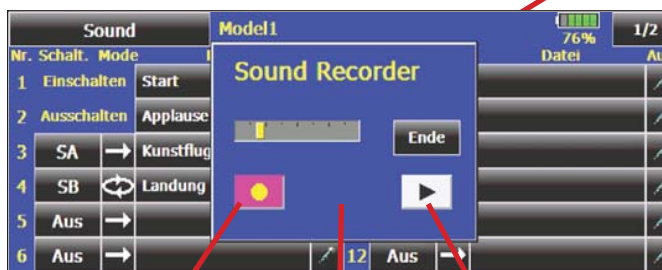 Sound Model1 76% 1/2
Nr. Schalt. Mode Datei
Sound Recorder
1 Einschalten Start
2 Ausschalten Applause
Ende
3 SA Kunstflug
4 SB Landung
5 Aus
6 Aus 12 Aus